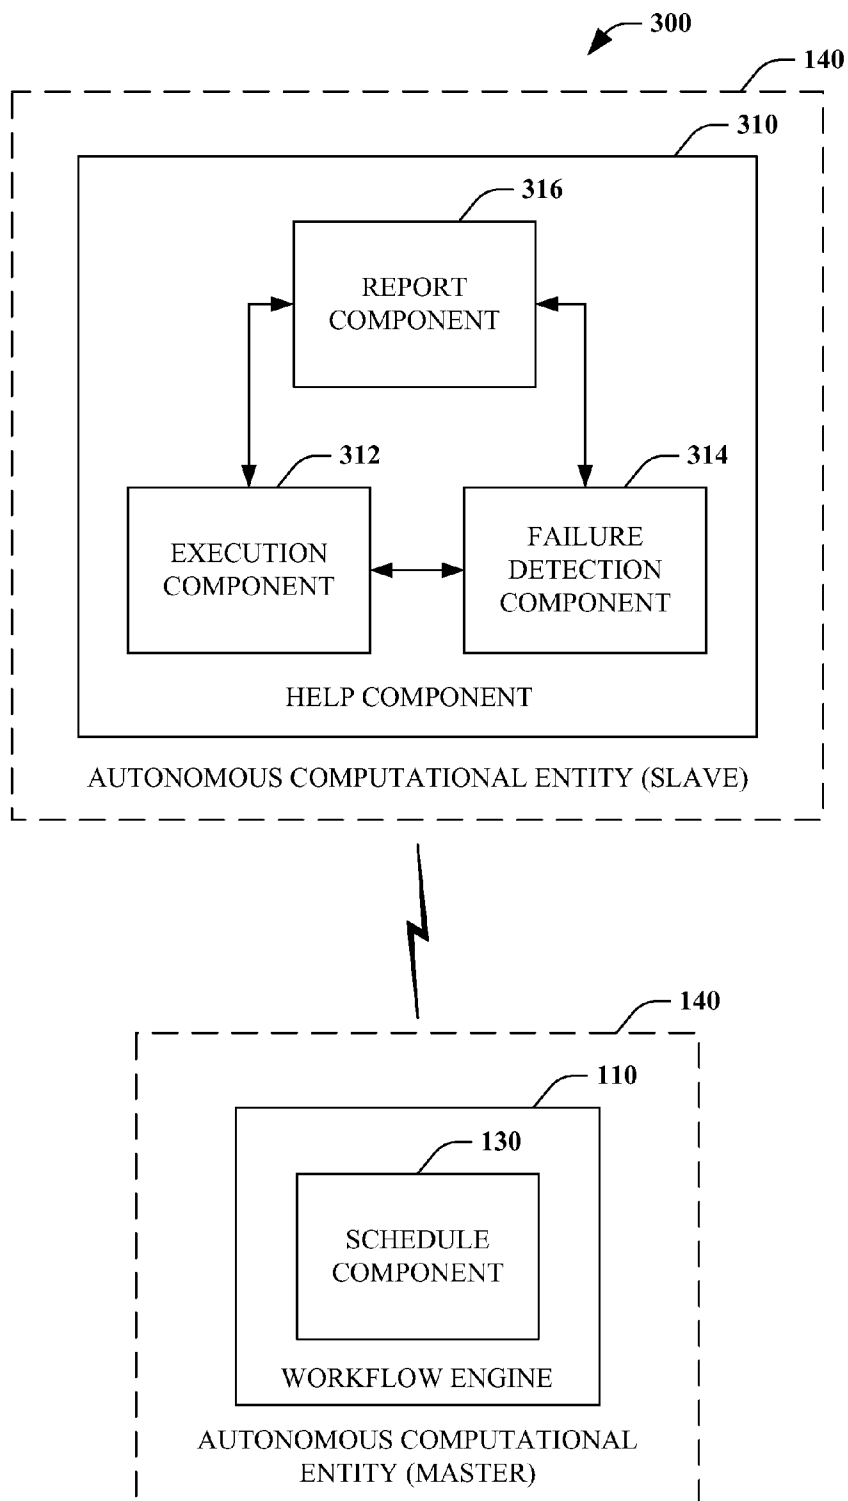 300
140
310
316
REPORT
COMPONENT
312
314
EXECUTION
COMPONENT
FAILURE
DETECTION
COMPONENT
HELP COMPONENT
AUTONOMOUS COMPUTATIONAL ENTITY (SLAVE)
140
110
130
SCHEDULE
COMPONENT
WORKFLOW ENGINE
AUTONOMOUS COMPUTATIONAL
ENTITY (MASTER)